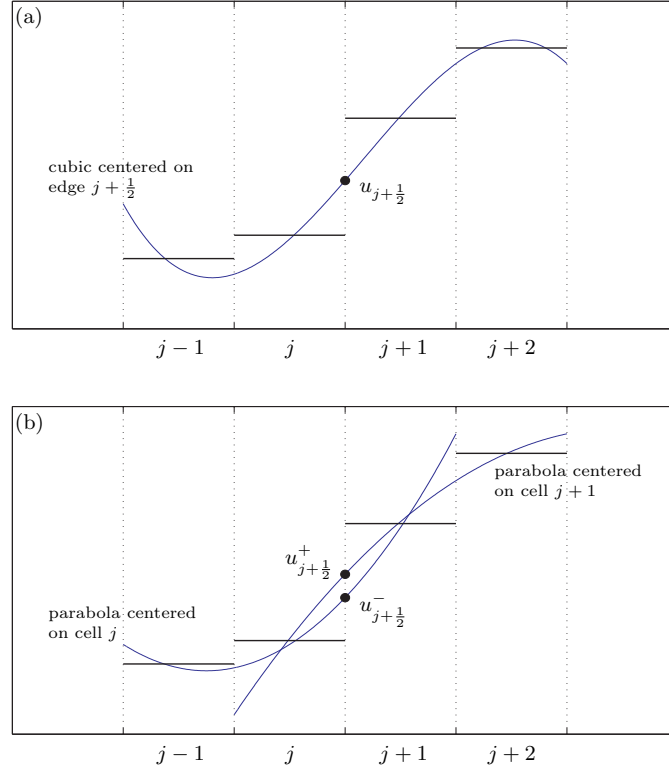 (a)
cubic centered on
edge j + 1/2
u_{j+1/2}
j − 1 j j + 1 j + 2
(b)
parabola centered
on cell j + 1
u^+_{j+1/2}
u^−_{j+1/2}
parabola centered
on cell j
j − 1 j j + 1 j + 2